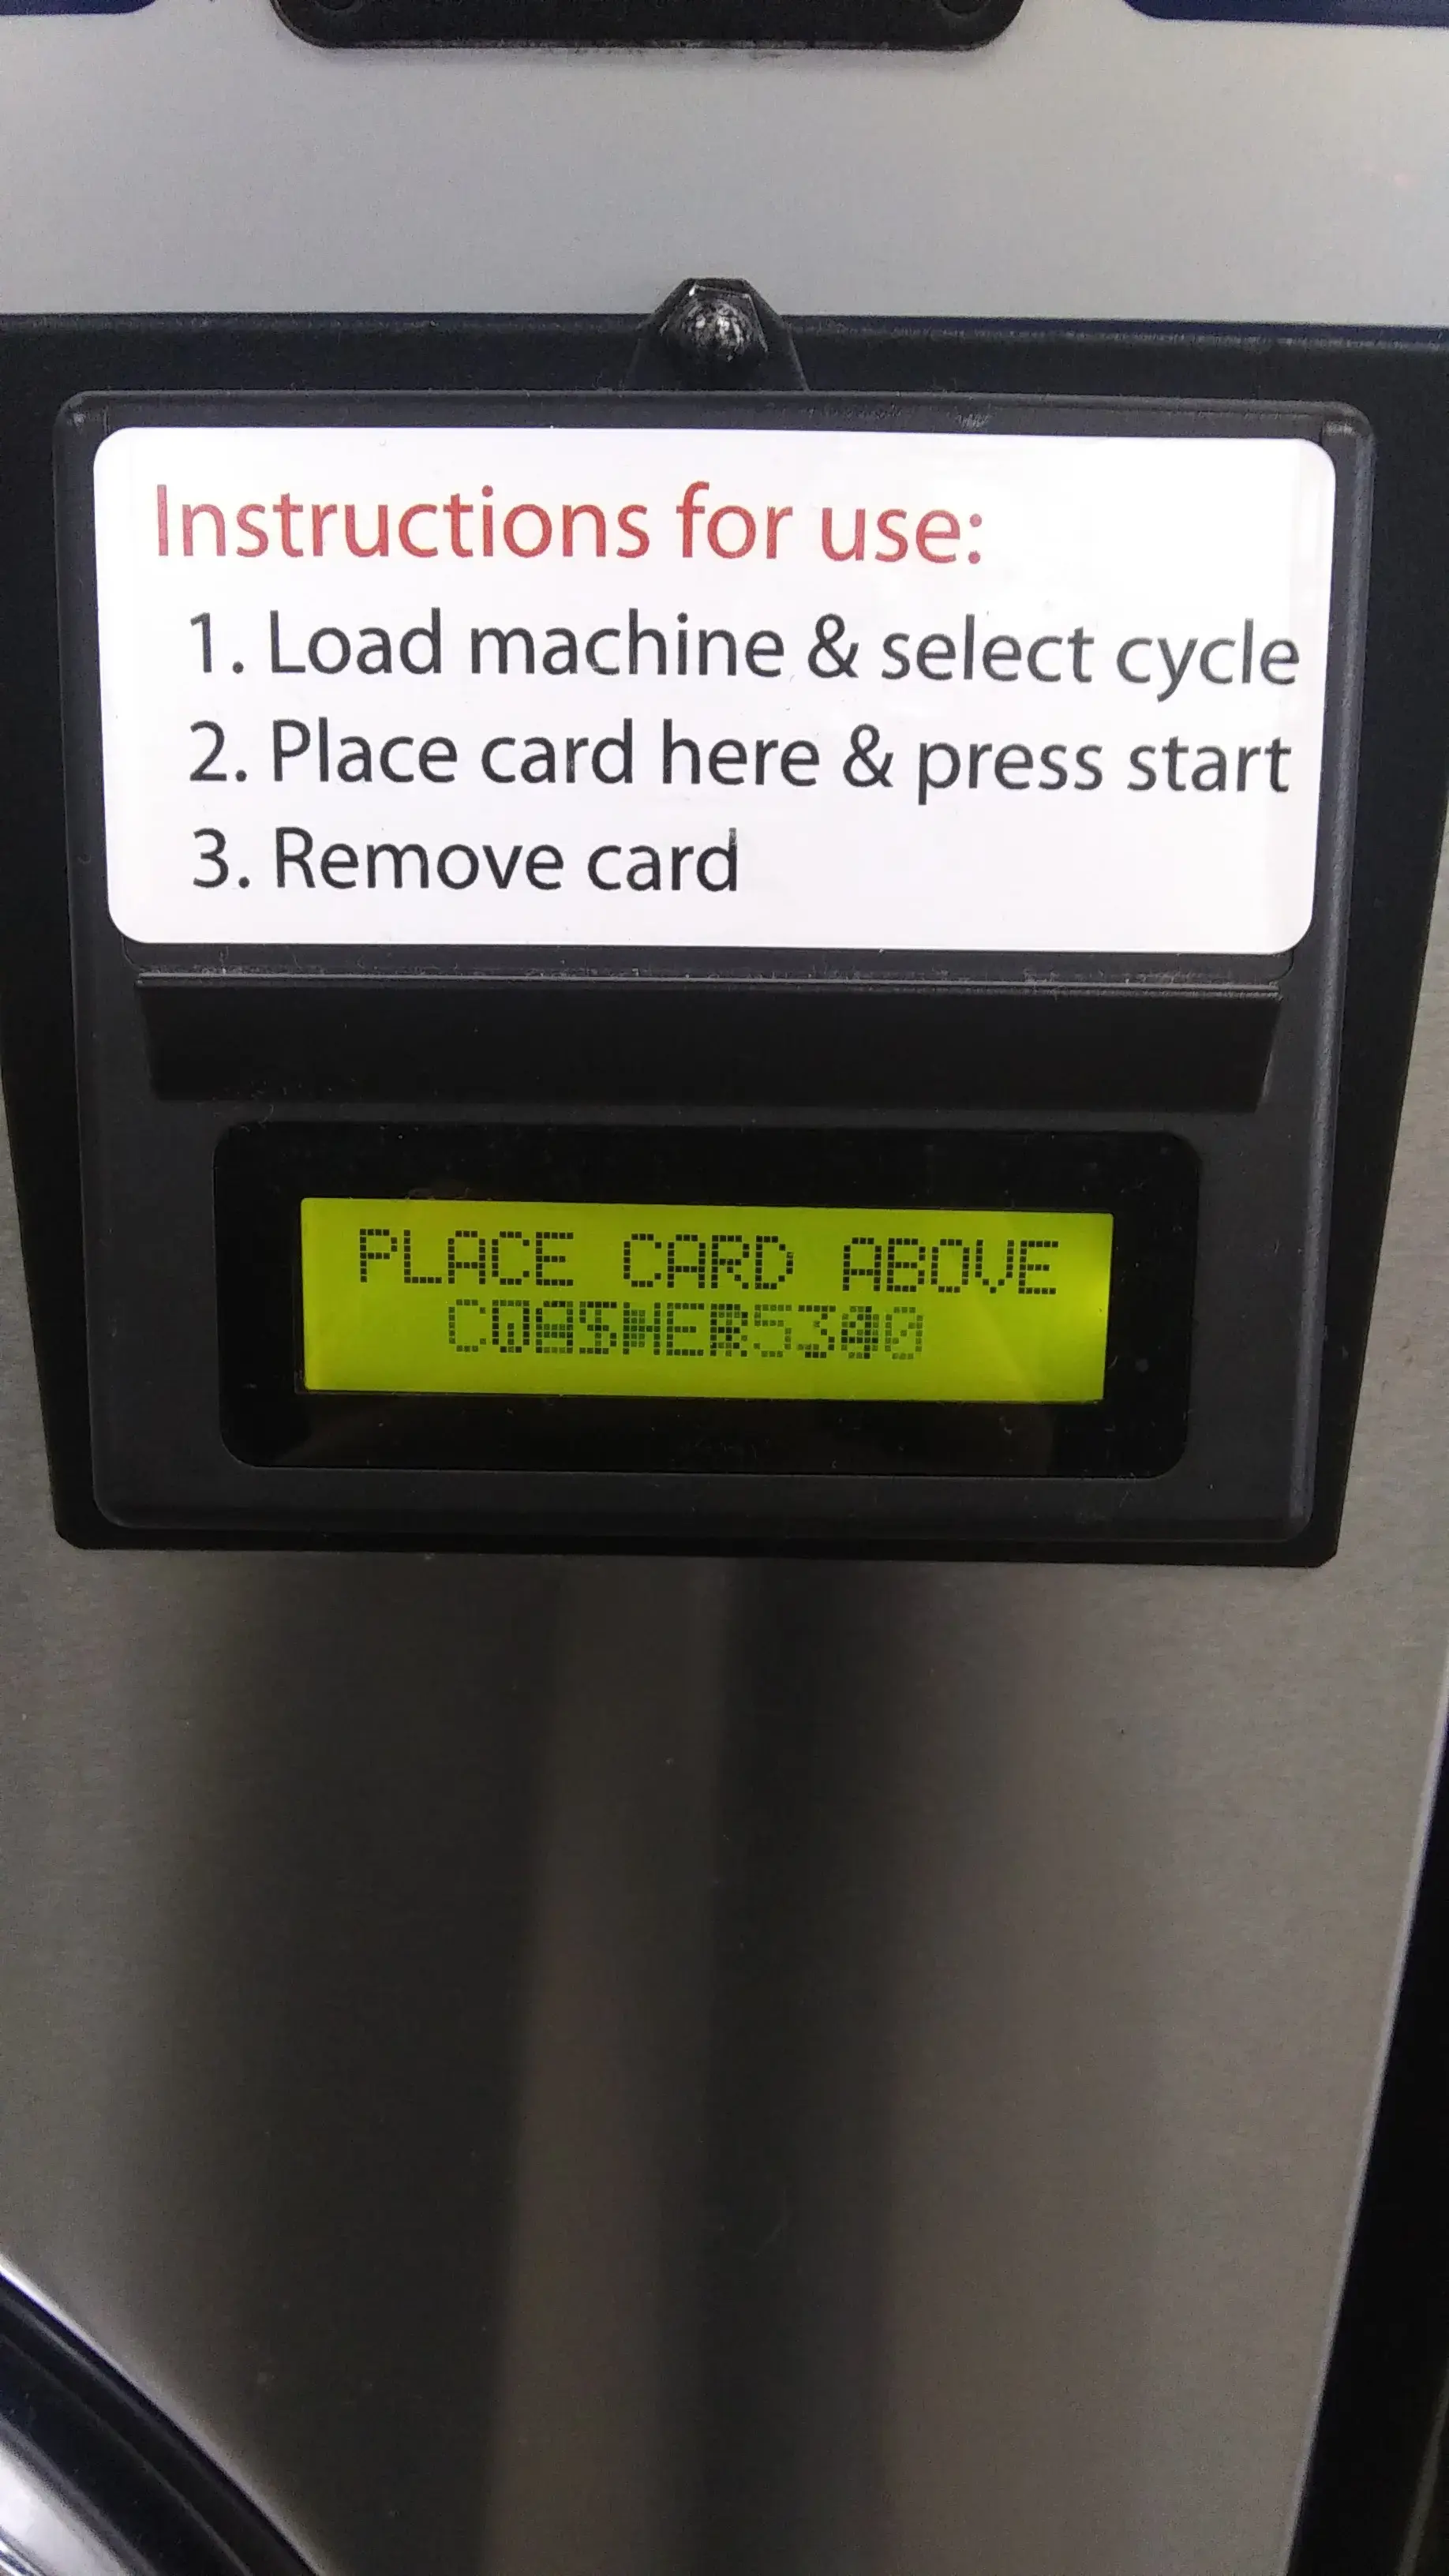 Instructions for use:
1. Load machine & select cycle
2. Place card here & press start
3. Remove card
PLACE CARD ABOVE